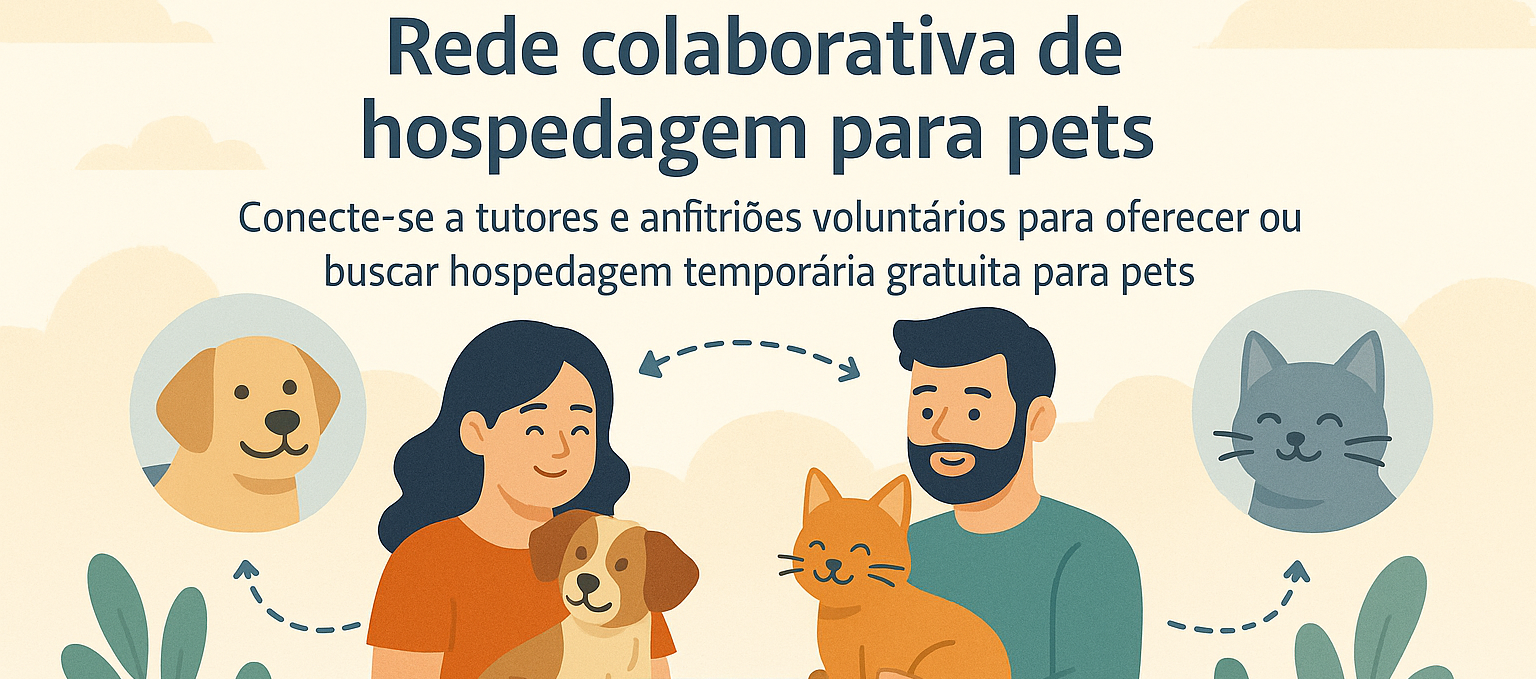 Rede colaborativa de
hospedagem para pets
Conecte-se a tutores e anfitriões voluntários para oferecer ou
buscar hospedagem temporária gratuita para pets